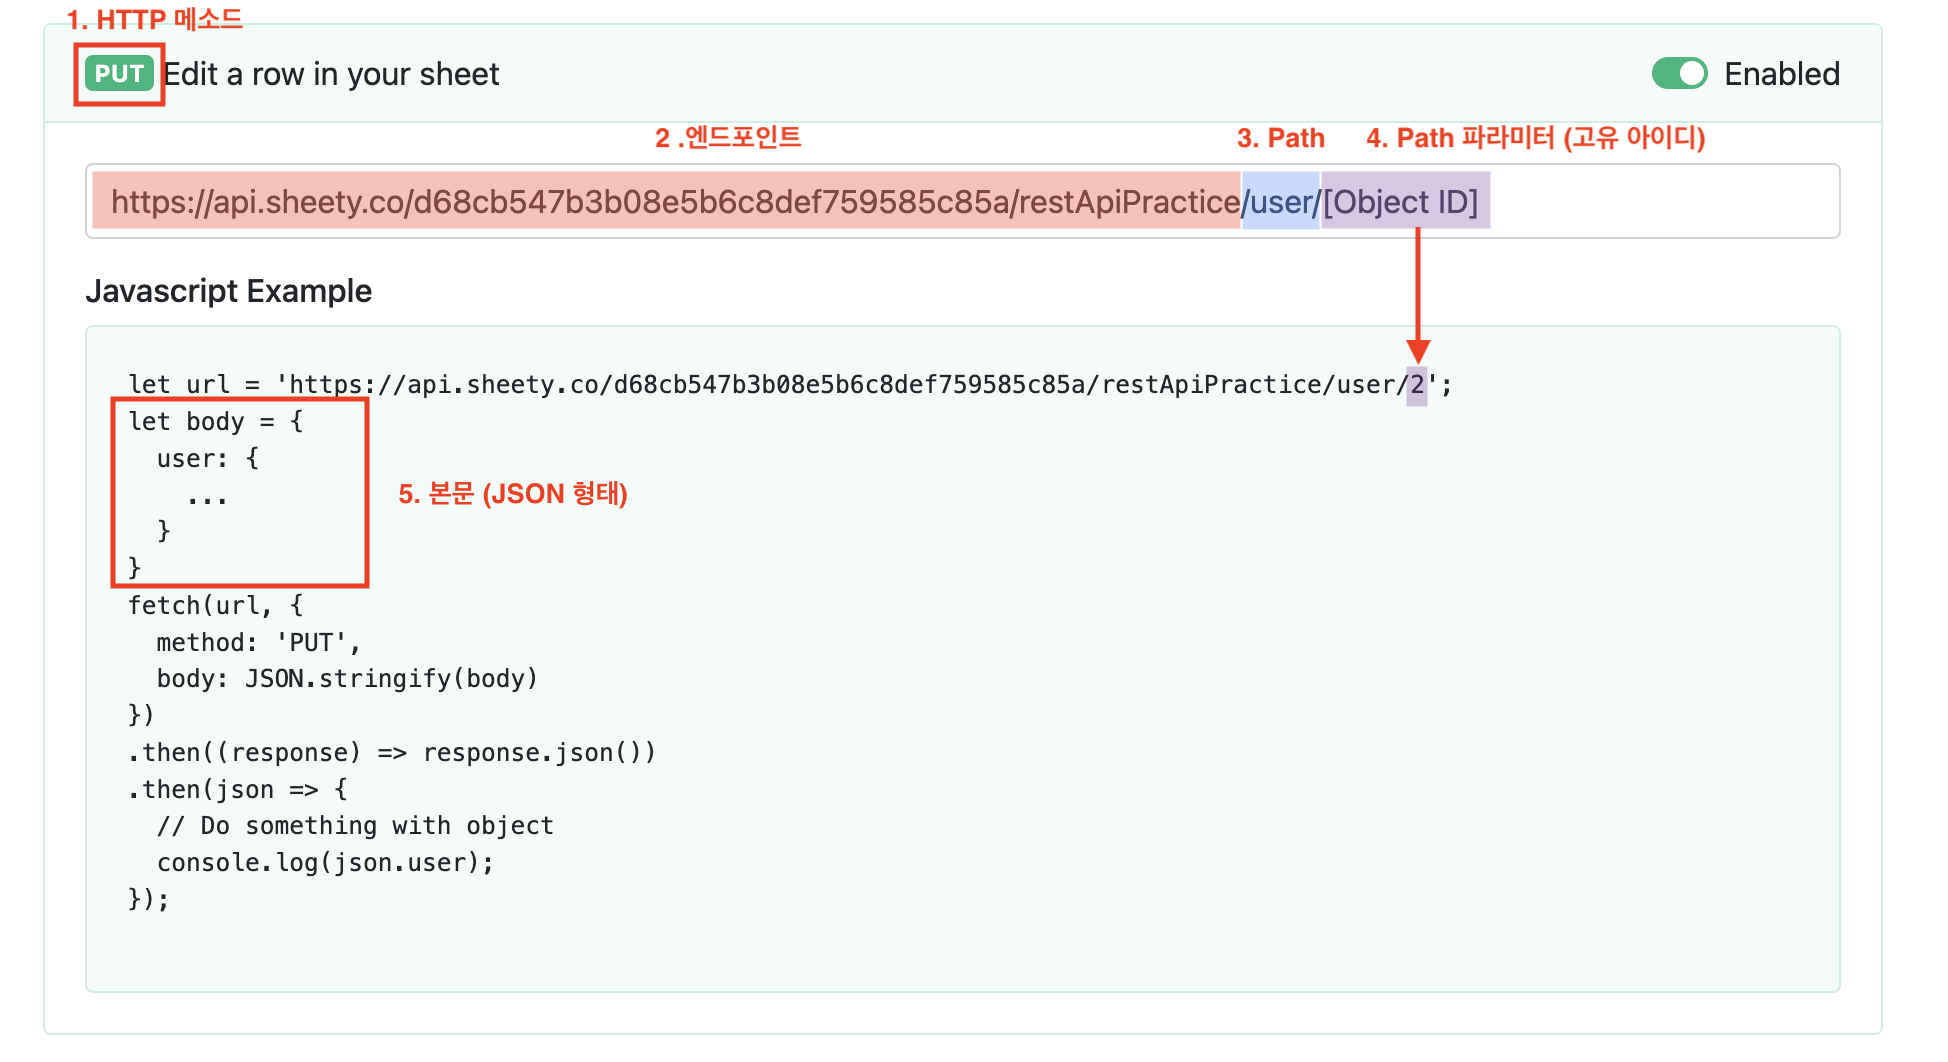 1. HTTP 메소드
PUT Edit a row in your sheet
Enabled
2 .엔드포인트
3. Path
4. Path 파라미터 (고유 아이디)
https://api.sheety.co/d68cb547b3b08e5b6c8def759585c85a/restApiPractice/user/[Object ID]
Javascript Example
let url = 'https://api.sheety.co/d68cb547b3b08e5b6c8def759585c85a/restApiPractice/user/2';
let body = {
  user: {
    ...
  }
}
5. 본문 (JSON 형태)
fetch(url, {
  method: 'PUT',
  body: JSON.stringify(body)
})
.then((response) => response.json())
.then(json => {
  // Do something with object
  console.log(json.user);
});